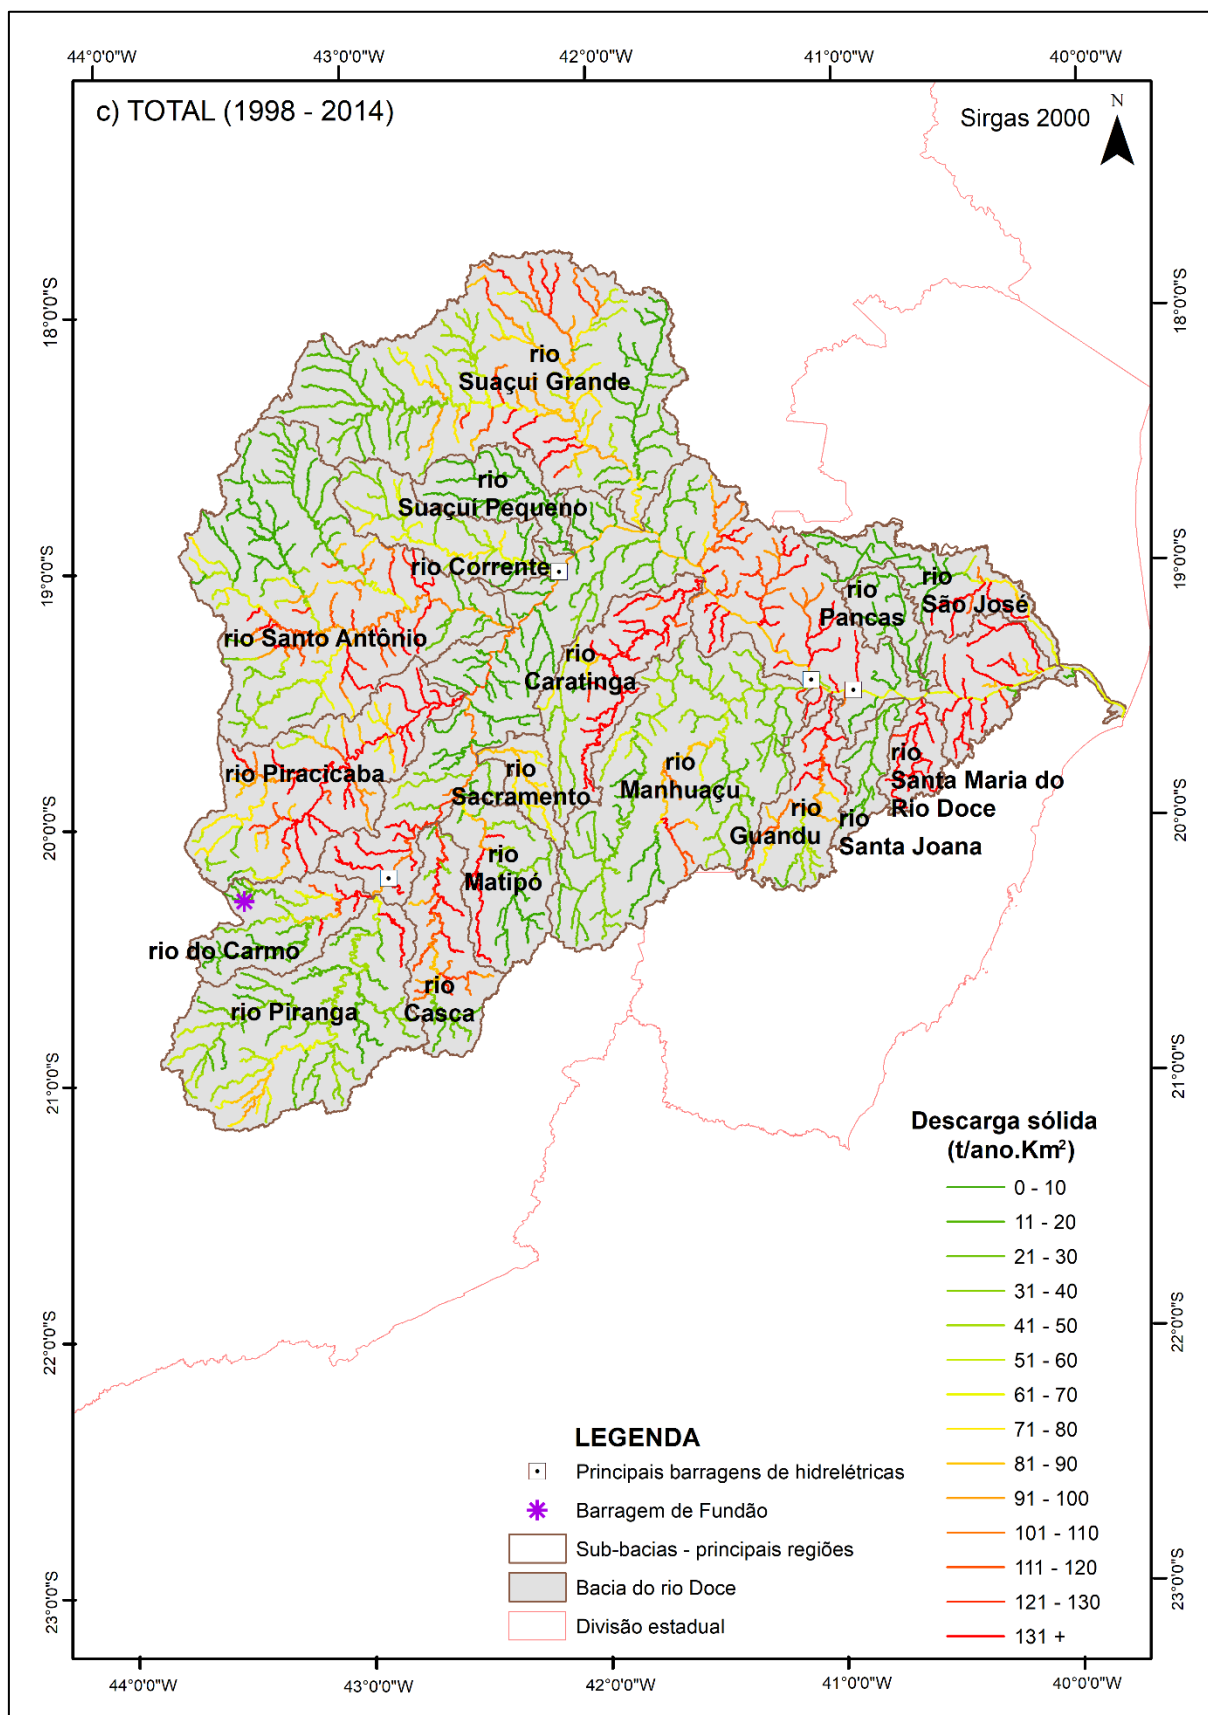 44°0'0"W
43°0'0"W
42°0'0"W
41°0'0"W
40°0'0"W
c) TOTAL (1998 - 2014)
Sirgas 2000
N
18°0'0"S
18°0'0"S
rio
Suaçui Grande
rio
Suaçuí Pequeno
19°0'0"S
19°0'0"S
rio Corrente
rio
Pancas
rio
São José
rio Santo Antônio
rio
Caratinga
rio Piracicaba
rio
Sacramento
rio
Manhuaçu
rio
Santa Maria do
Rio Doce
rio
Guandu
rio
Santa Joana
20°0'0"S
20°0'0"S
rio
Matipó
rio do Carmo
rio
Casca
rio Piranga
21°0'0"S
21°0'0"S
Descarga sólida
(t/ano.Km²)
0 - 10
11 - 20
21 - 30
31 - 40
41 - 50
51 - 60
61 - 70
71 - 80
81 - 90
91 - 100
101 - 110
111 - 120
121 - 130
131 +
22°0'0"S
22°0'0"S
LEGENDA
Principais barragens de hidrelétricas
Barragem de Fundão
Sub-bacias - principais regiões
Bacia do rio Doce
Divisão estadual
23°0'0"S
23°0'0"S
44°0'0"W
43°0'0"W
42°0'0"W
41°0'0"W
40°0'0"W